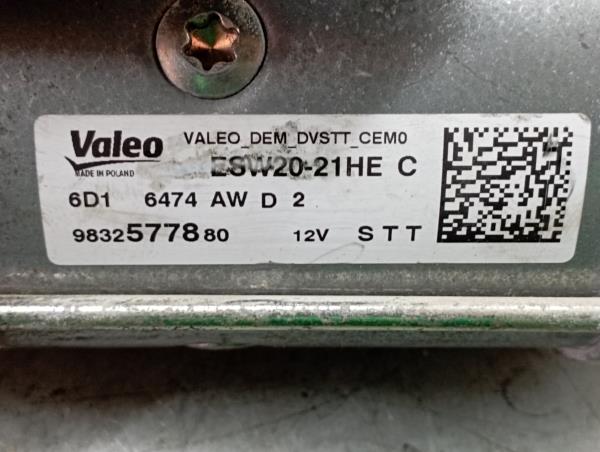 Valeo
MADE IN POLAND
VALEO_DEM_DVSTT_CEM0
ESW20-21HE C
6D1 6474 AW D 2
9832577880 12V STT